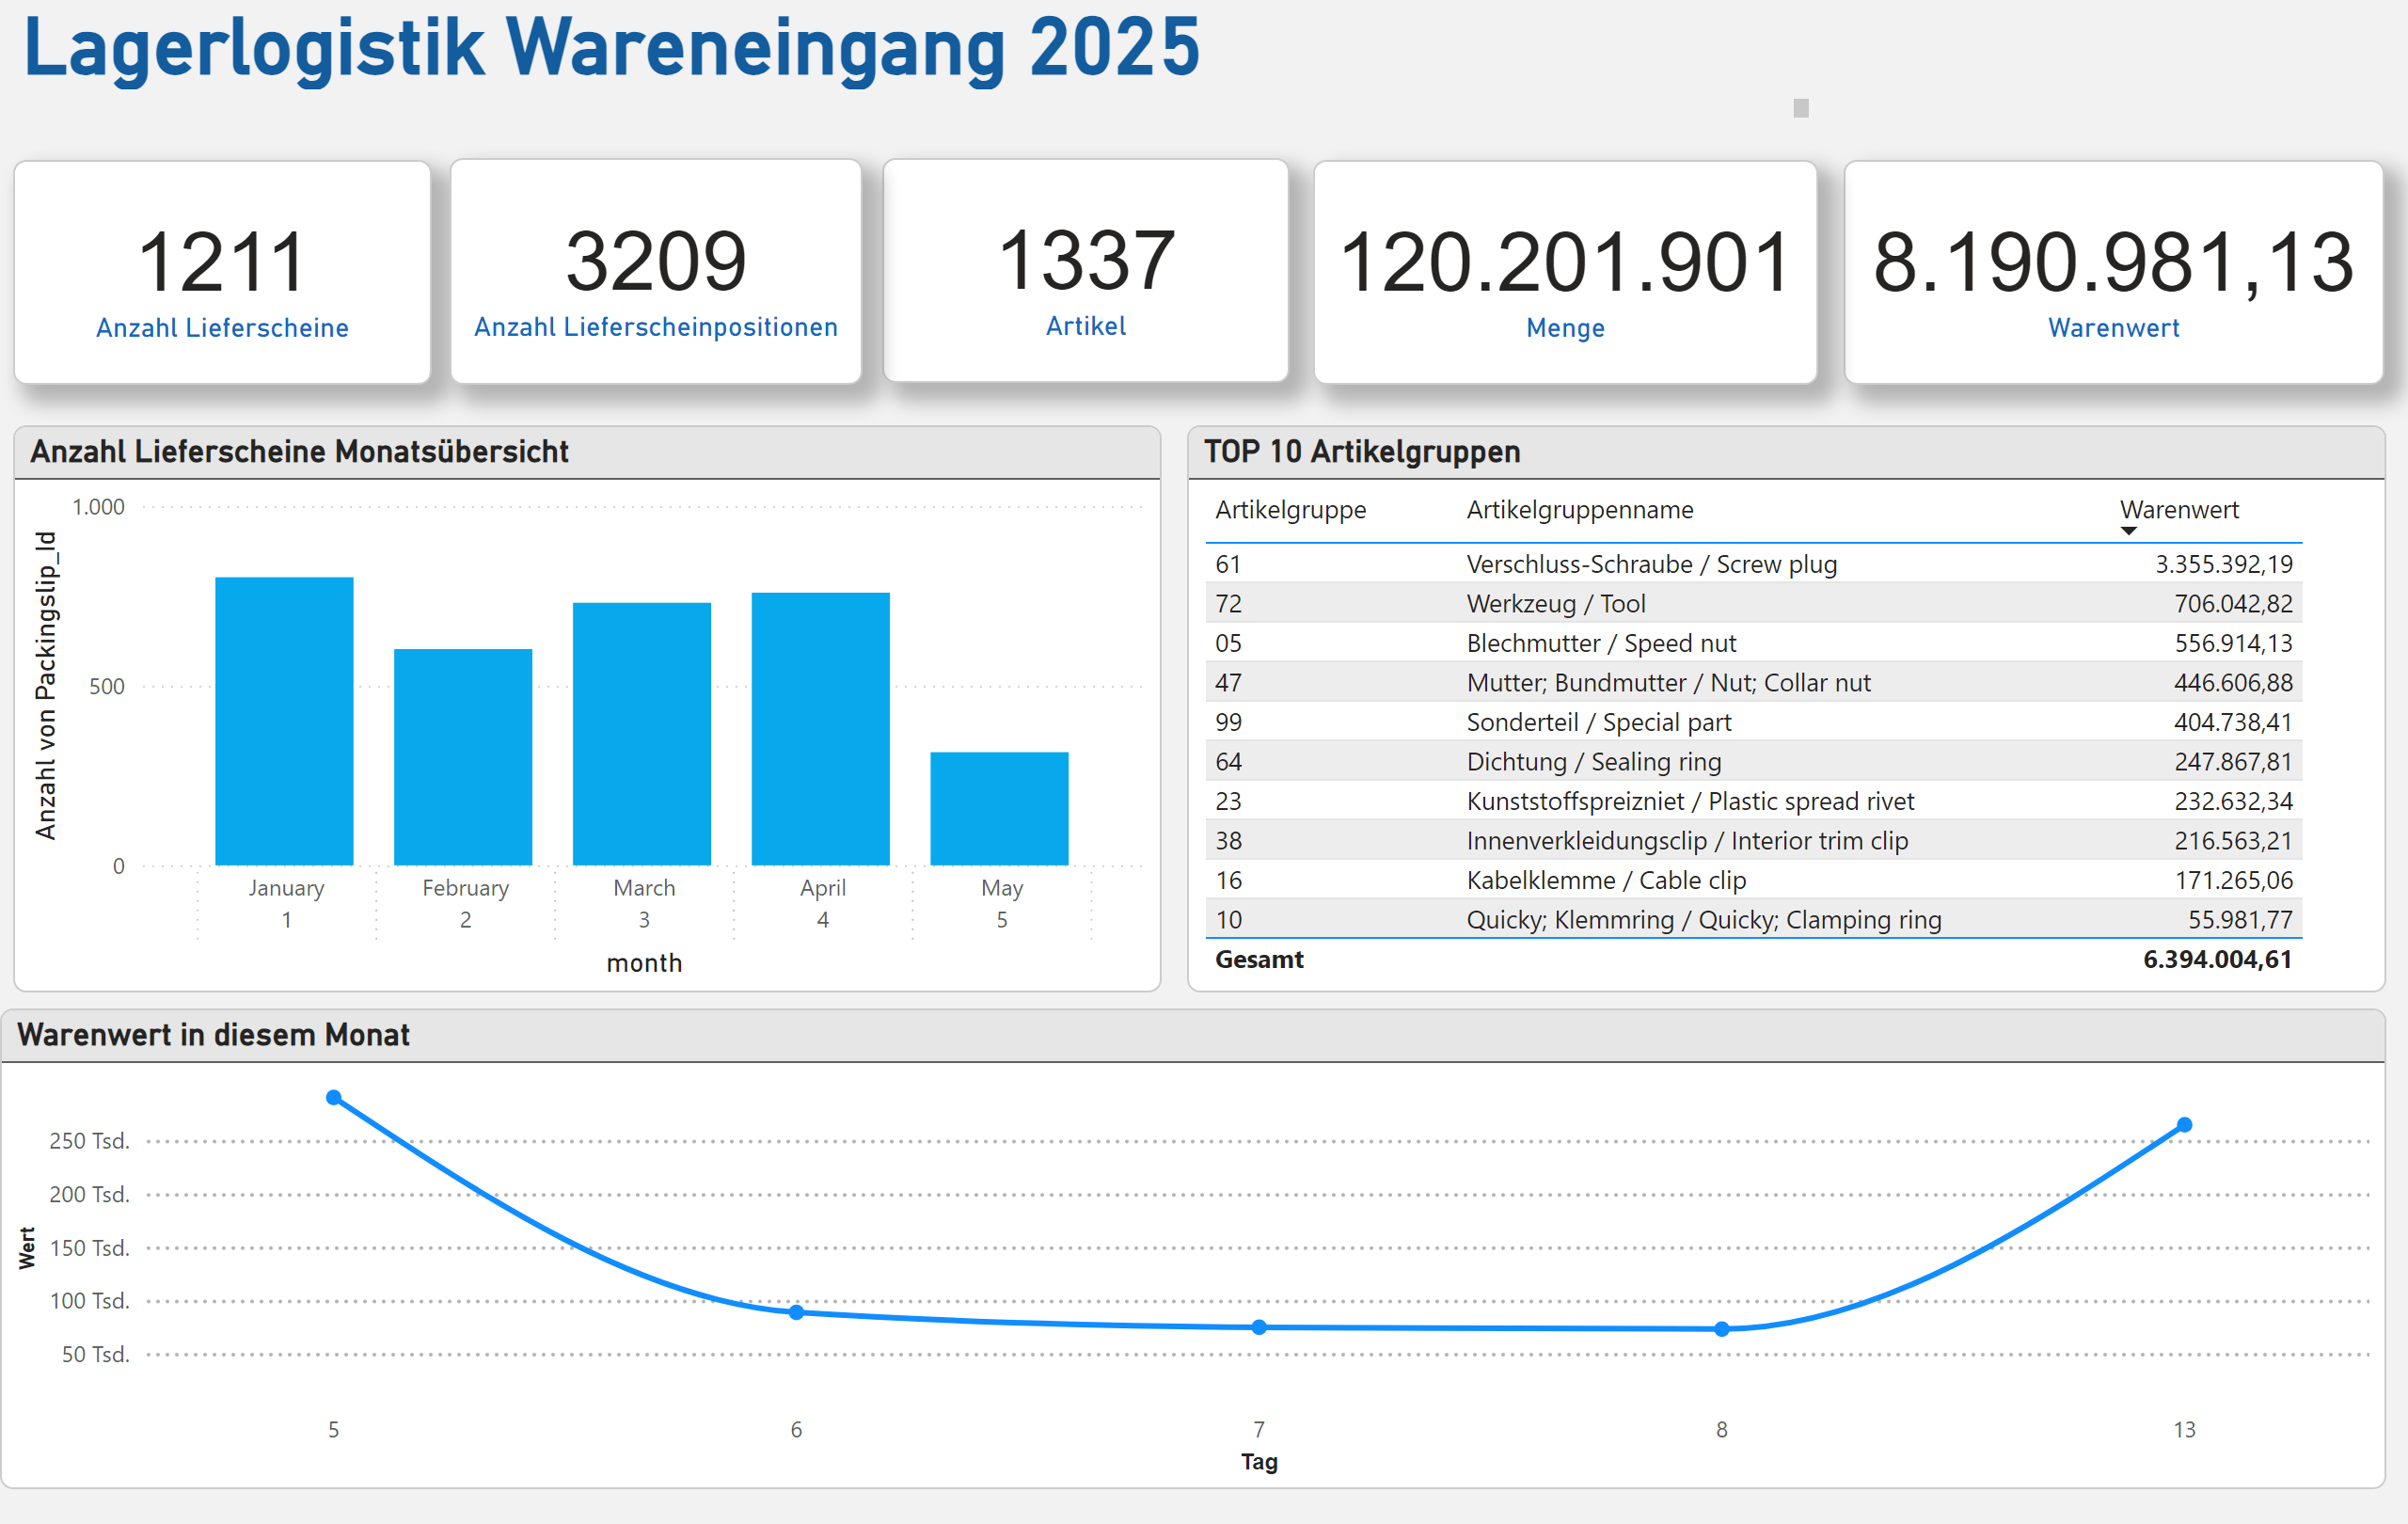 Lagerlogistik Wareneingang 2025
1211
Anzahl Lieferscheine
3209
Anzahl Lieferscheinpositionen
1337
Artikel
120.201.901
Menge
8.190.981,13
Warenwert
Anzahl Lieferscheine Monatsübersicht
Anzahl von Packingslip_Id
1.000
500
0
January February March April May
1 2 3 4 5
month
TOP 10 Artikelgruppen
Artikelgruppe Artikelgruppenname Warenwert
61 Verschluss-Schraube / Screw plug 3.355.392,19
72 Werkzeug / Tool 706.042,82
05 Blechmutter / Speed nut 556.914,13
47 Mutter; Bundmutter / Nut; Collar nut 446.606,88
99 Sonderteil / Special part 404.738,41
64 Dichtung / Sealing ring 247.867,81
23 Kunststoffspreizniet / Plastic spread rivet 232.632,34
38 Innenverkleidungsclip / Interior trim clip 216.563,21
16 Kabelklemme / Cable clip 171.265,06
10 Quicky; Klemmring / Quicky; Clamping ring 55.981,77
Gesamt 6.394.004,61
Warenwert in diesem Monat
Wert
250 Tsd.
200 Tsd.
150 Tsd.
100 Tsd.
50 Tsd.
5 6 7 8 13
Tag